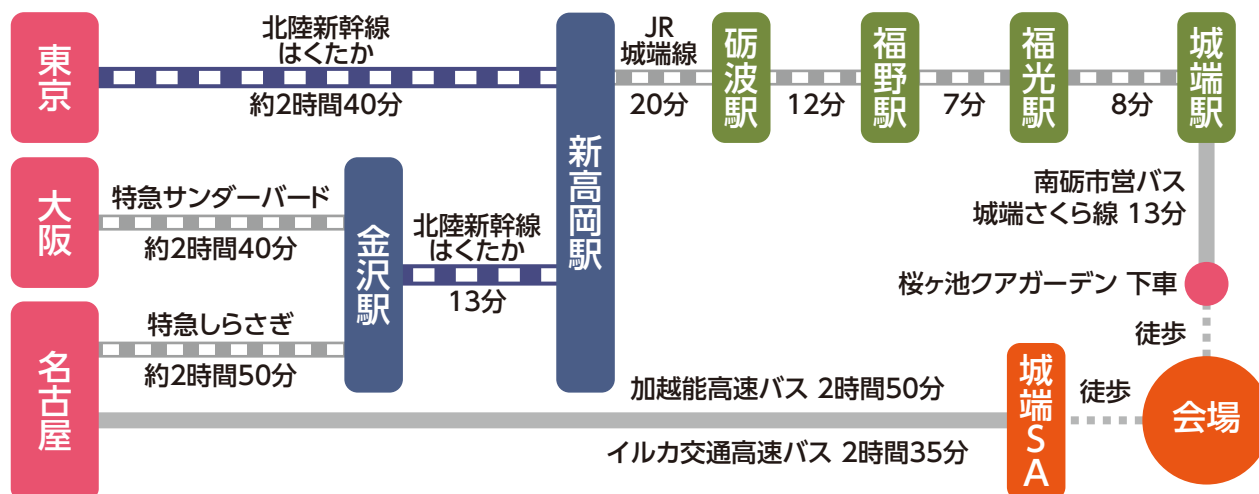 東京
北陸新幹線
はくたか
約2時間40分
新高岡駅
JR
城端線
20分
砺波駅
12分
福野駅
7分
福光駅
8分
城端駅
大阪
特急サンダーバード
約2時間40分
金沢駅
北陸新幹線
はくたか
13分
南砺市営バス
城端さくら線 13分
桜ヶ池クアガーデン 下車
徒歩
名古屋
特急しらさぎ
約2時間50分
加越能高速バス 2時間50分
イルカ交通高速バス 2時間35分
城端SA
徒歩
会場